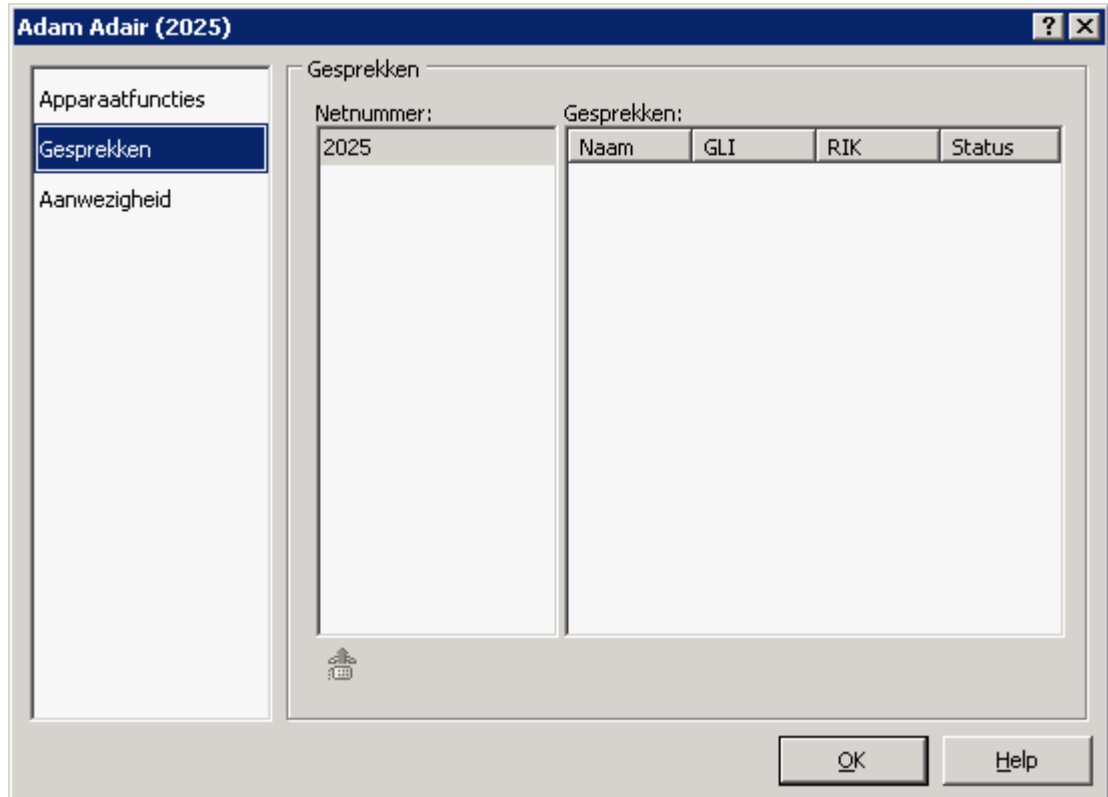 Adam Adair (2025)
Apparaatfuncties
Gesprekken
Aanwezigheid
Gesprekken
Netnummer:
2025
Gesprekken:
Naam GLI RIK Status
OK Help